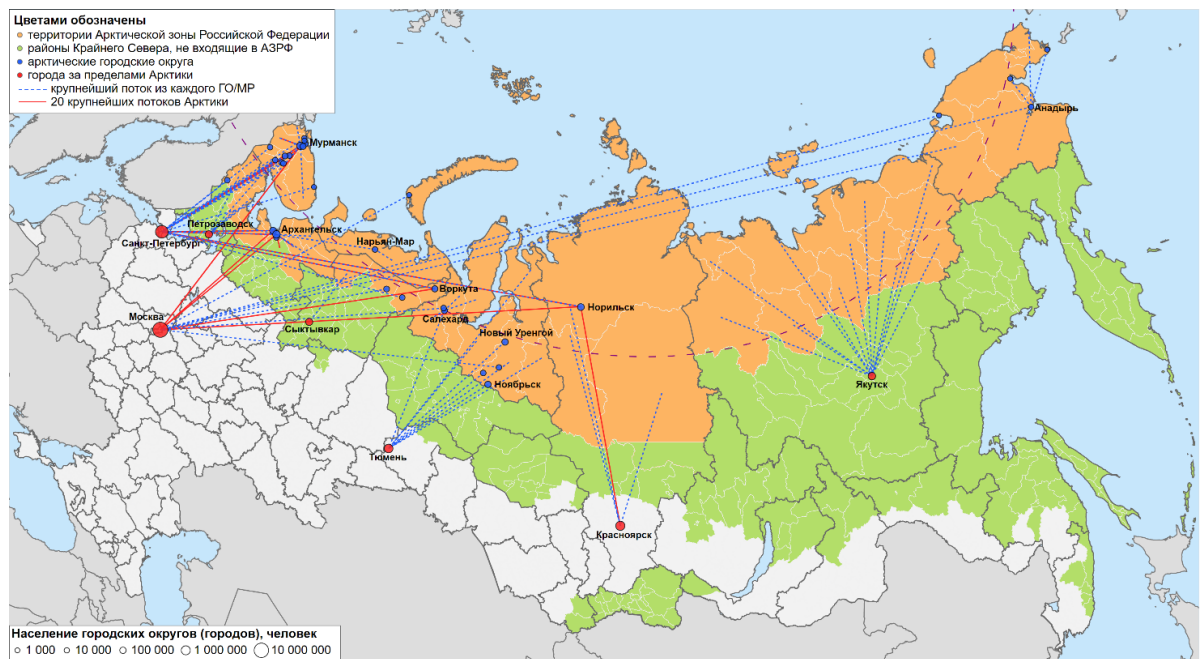 Цветами обозначены
территории Арктической зоны Российской Федерации
районы Крайнего Севера, не входящие в АЗРФ
арктические городские округа
города за пределами Арктики
крупнейший поток из каждого ГО/МР
20 крупнейших потоков Арктики
Анадырь
Мурманск
Петрозаводск
Архангельск
Санкт-Петербург
Нарьян-Мар
Врркута
Норильск
Москва
Салехард
Сыктывкар
Новый Уренгой
Якутск
Ноябрьск
Тюмень
Красноярск
Население городских округов (городов), человек
1 000 10 000 100 000 1 000 000 10 000 000